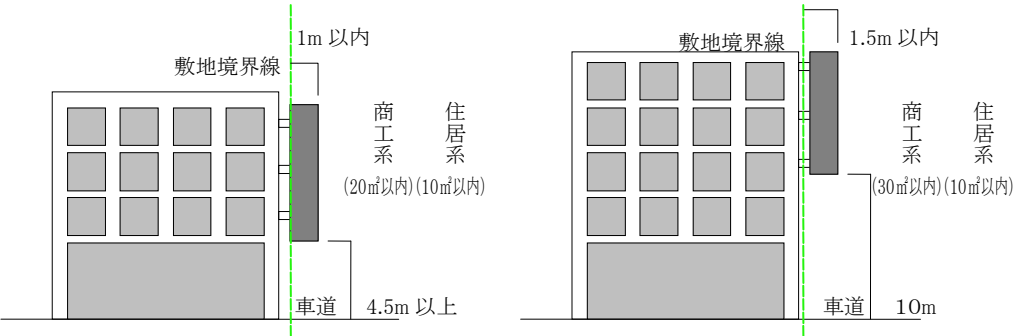 1m 以内
敷地境界線
商工系
住居系
(20㎡以内)(10㎡以内)
車道
4.5m 以上
1.5m 以内
敷地境界線
商工系
住居系
(30㎡以内)(10㎡以内)
車道
10m